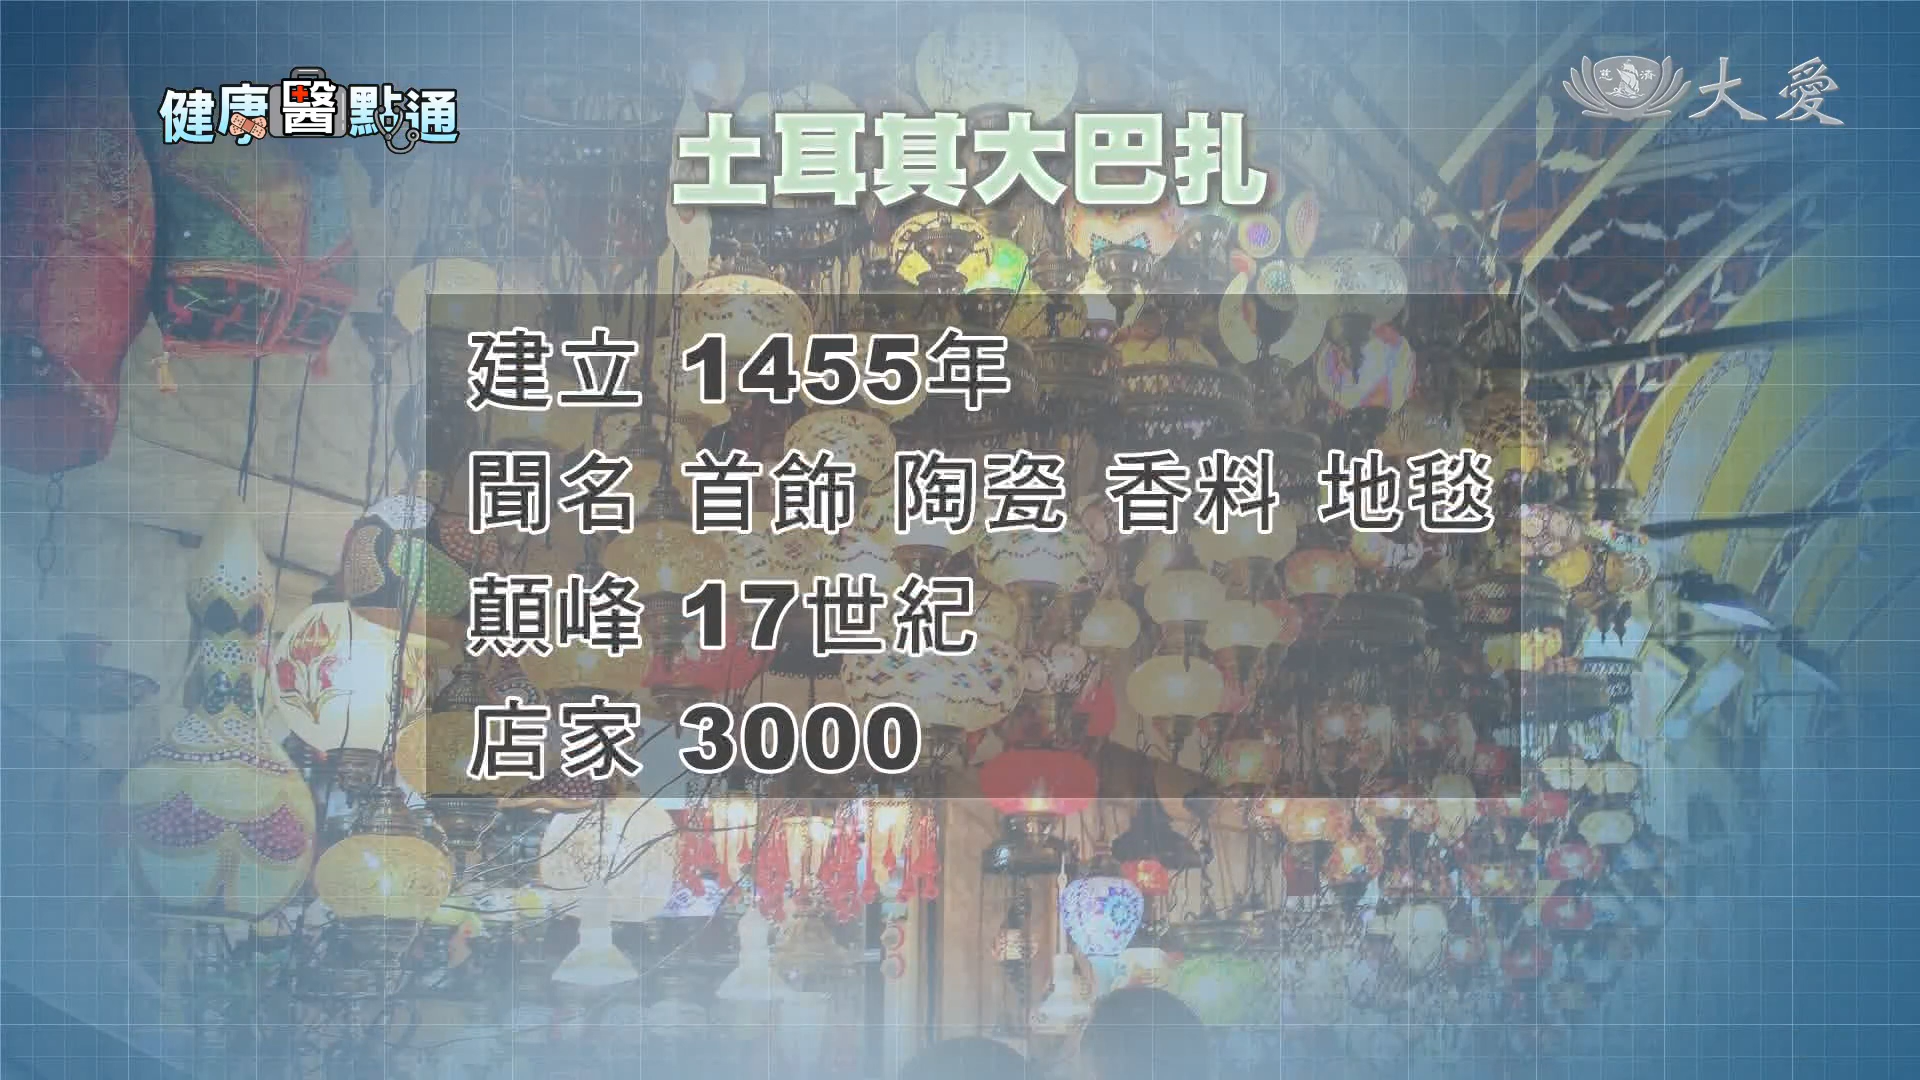 健康醫點通
慈濟
大愛
土耳其大巴扎
建立 1455年
聞名 首飾 陶瓷 香料 地毯
顛峰 17世紀
店家 3000